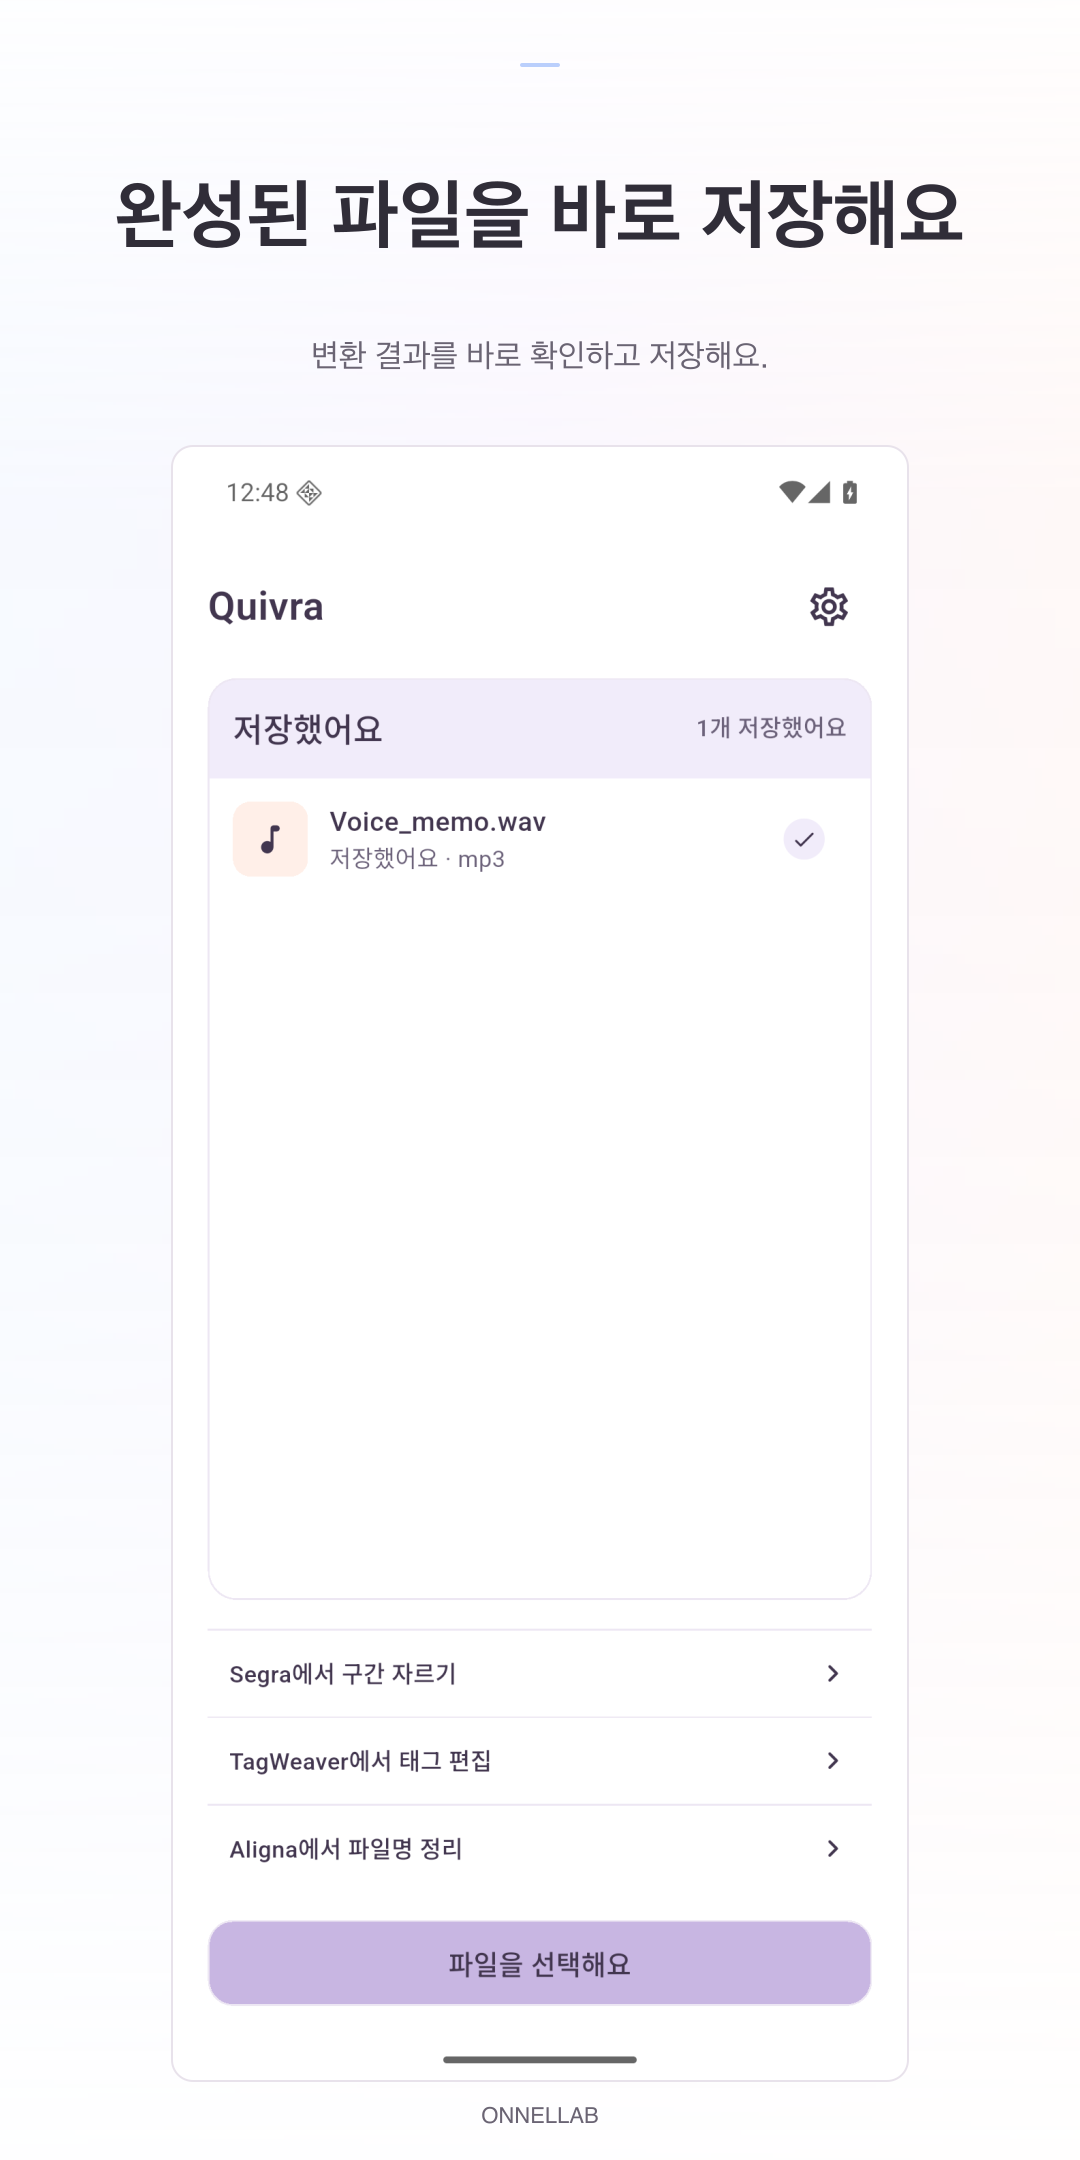 완성된 파일을 바로 저장해요
변환 결과를 바로 확인하고 저장해요.
12:48
Quivra
저장했어요
1개 저장했어요
Voice_memo.wav
저장했어요 · mp3
Segra에서 구간 자르기
TagWeaver에서 태그 편집
Aligna에서 파일명 정리
파일을 선택해요
ONNELLAB